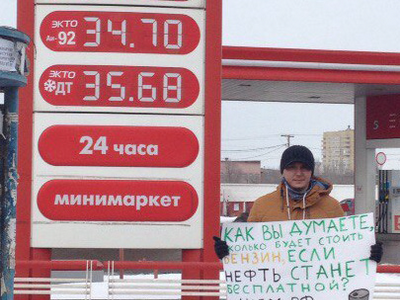 ЭКТО
Аи-92 34.70
ЭКТО
ДТ 35.68
24 часа
минимаркет
5
КАК ВЫ ДУМАЕТЕ,
СКОЛЬКО БУДЕТ СТОИТЬ
БЕНЗИН, ЕСЛИ
НЕФТЬ СТАНЕТ
БЕСПЛАТНОЙ?